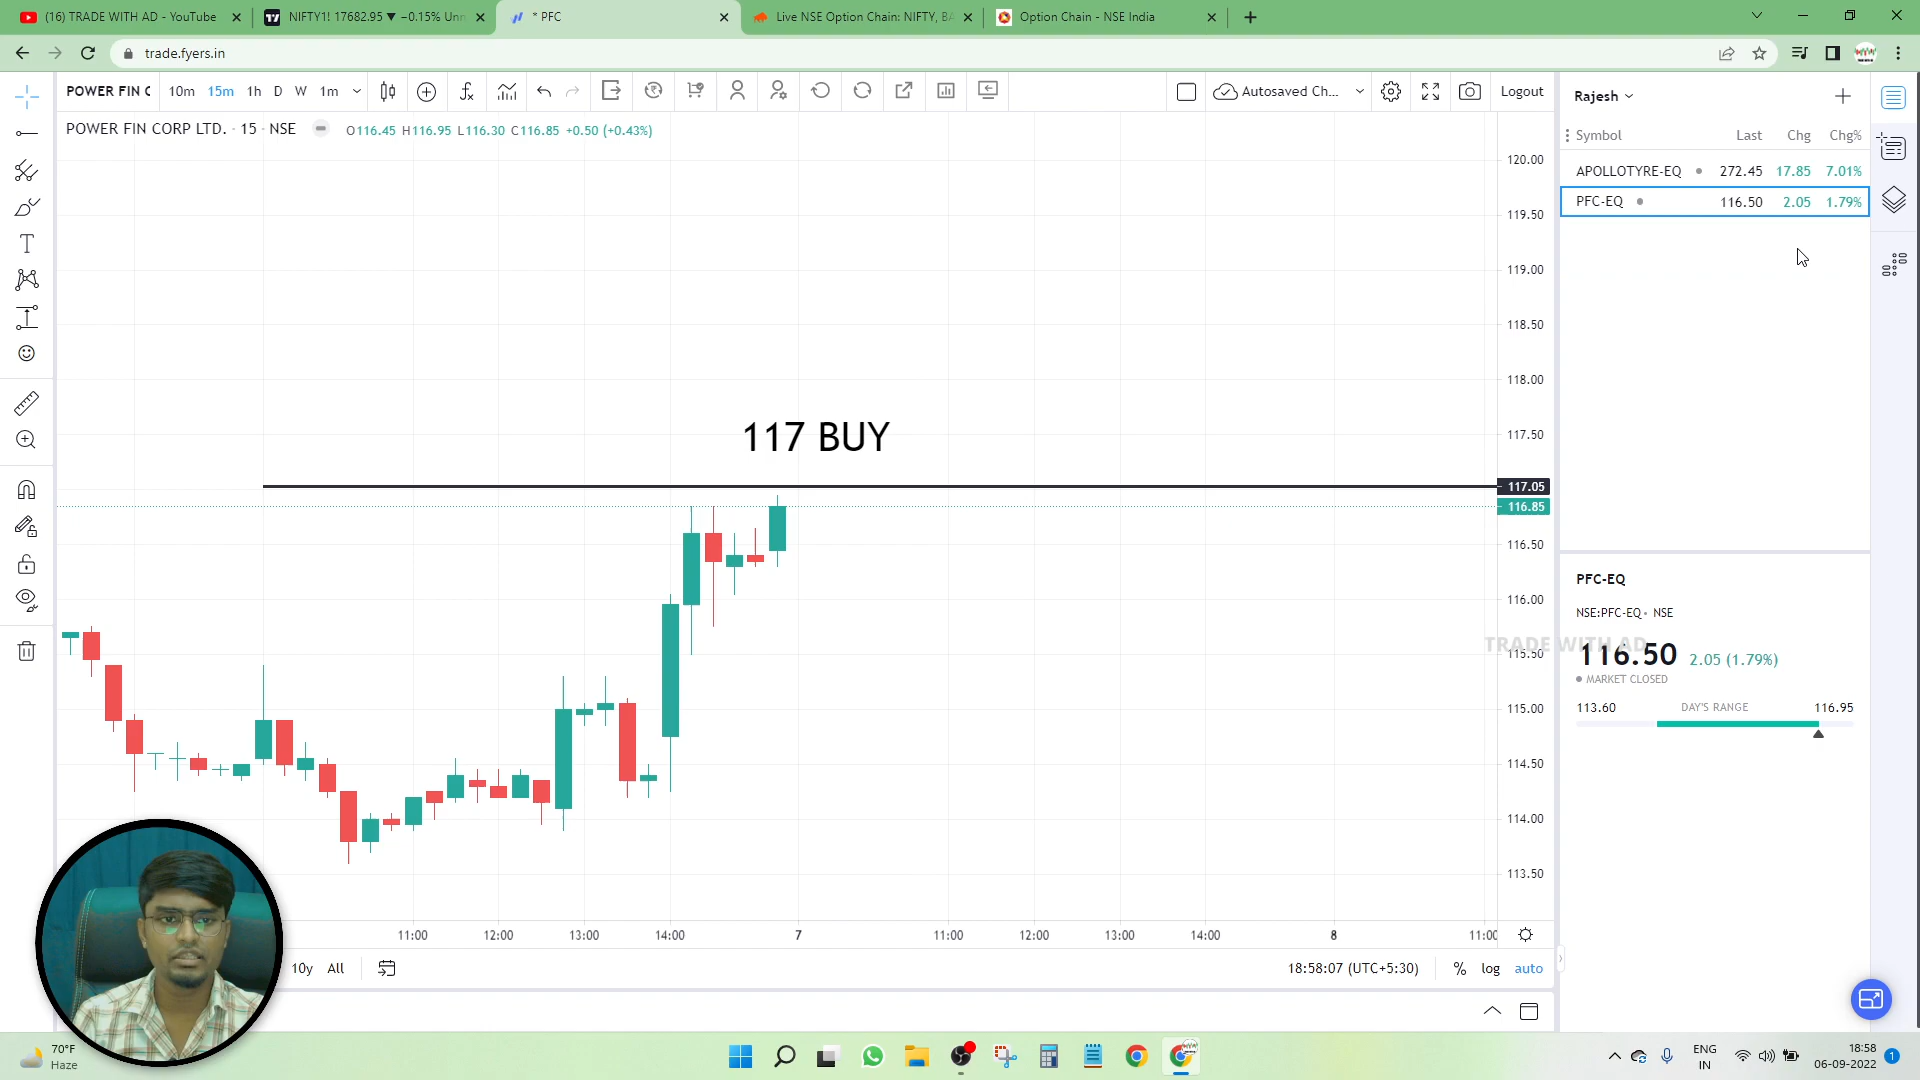 (16) TRADE WITH AD - YouTube
NIFTY1! 17682.95 ▼ −0.15% Unn
* PFC
Live NSE Option Chain: NIFTY, BA
Option Chain - NSE India
trade.fyers.in
POWER FIN C
10m 15m 1h D W 1m
Autosaved Ch...
Logout
POWER FIN CORP LTD. · 15 · NSE
O116.45 H116.95 L116.30 C116.85 +0.50 (+0.43%)
120.00
119.50
119.00
118.50
118.00
117.50
117.05
116.85
116.50
116.00
115.50
115.00
114.50
114.00
113.50
117 BUY
11:00 12:00 13:00 14:00 7 11:00 12:00 13:00 14:00 8 11:00
10y All
18:58:07 (UTC+5:30)
% log auto
Rajesh
Symbol Last Chg Chg%
APOLLOTYRE-EQ 272.45 17.85 7.01%
PFC-EQ 116.50 2.05 1.79%
PFC-EQ
NSE:PFC-EQ • NSE
TRADE WITH AD
116.50 2.05 (1.79%)
MARKET CLOSED
113.60 DAY'S RANGE 116.95
70°F
Haze
ENG
IN
18:58
06-09-2022
1